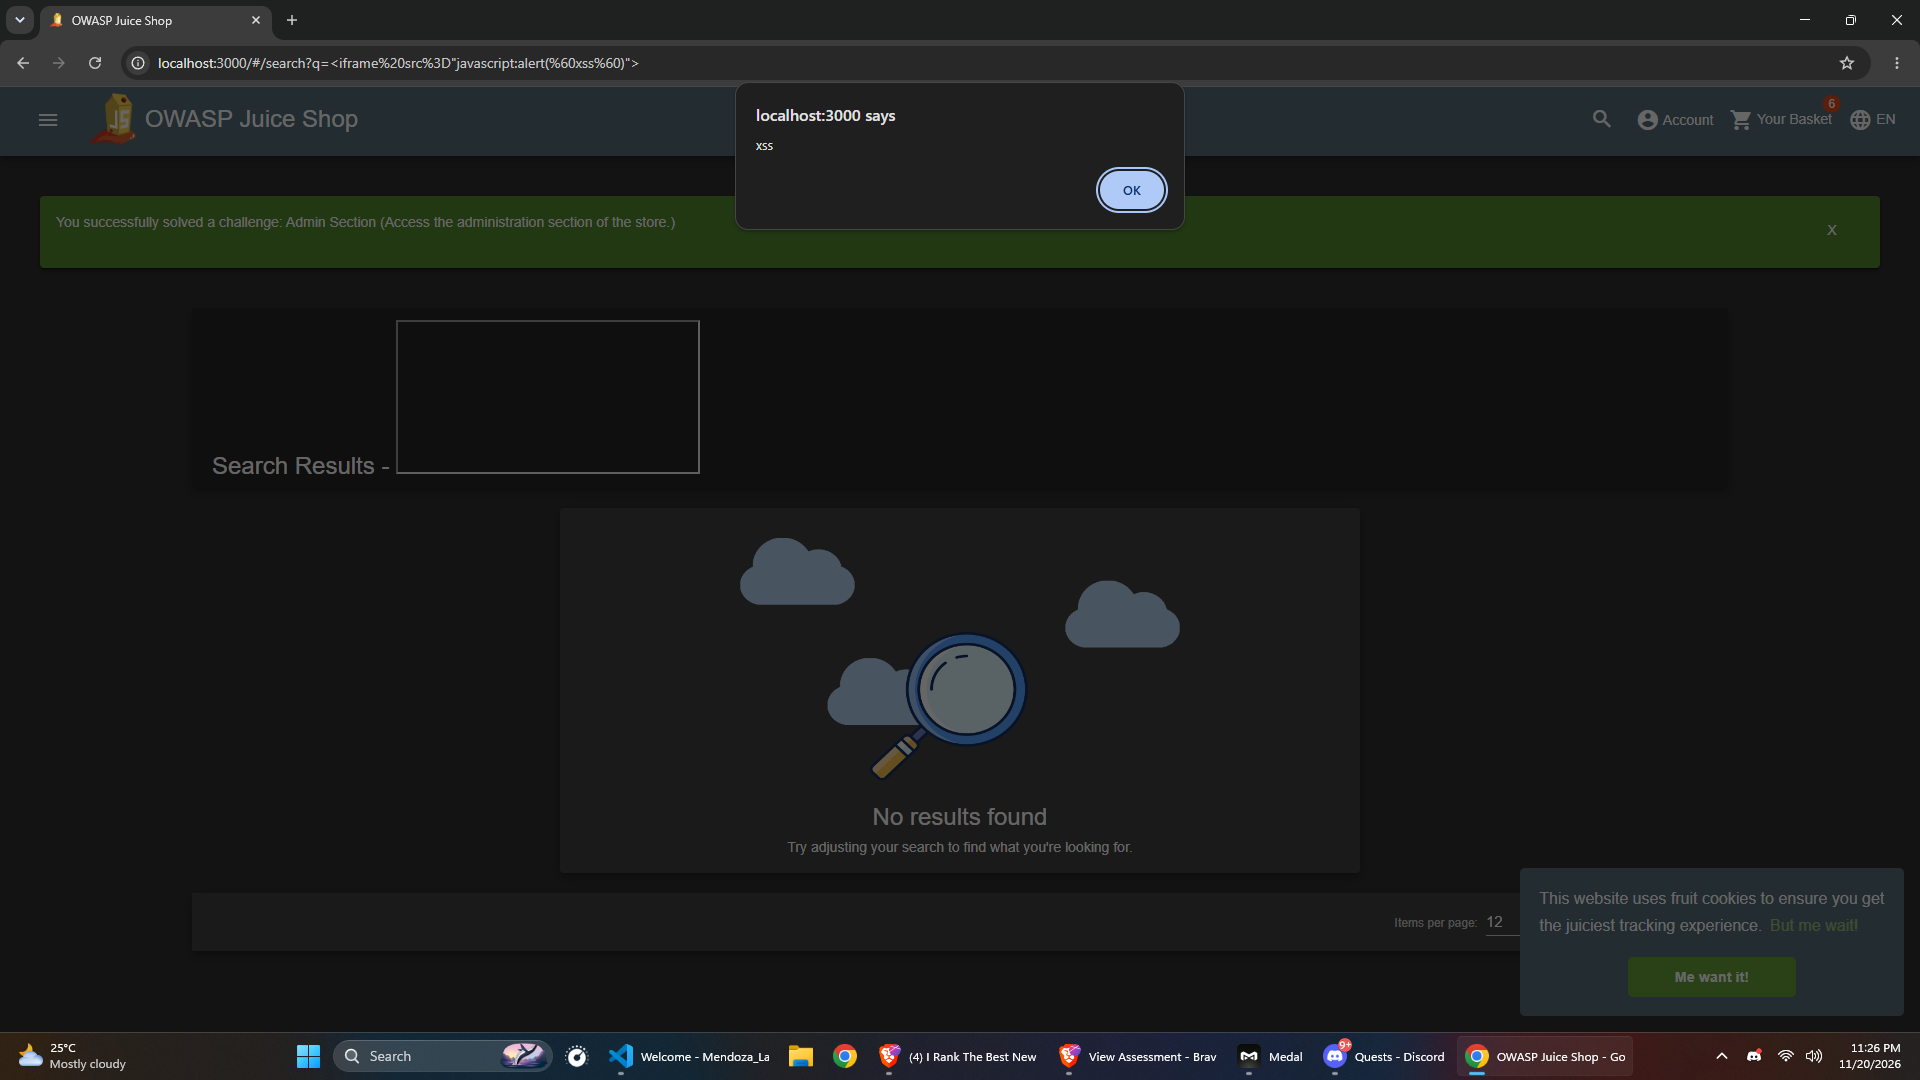 OWASP Juice Shop
localhost:3000/#/search?q=<iframe%20src%3D"javascript:alert(%60xss%60)">
JS
OWASP Juice Shop
localhost:3000 says
xss
OK
Account
Your Basket
6
EN
You successfully solved a challenge: Admin Section (Access the administration section of the store.)
X
Search Results -
No results found
Try adjusting your search to find what you're looking for.
Items per page: 12
This website uses fruit cookies to ensure you get
the juiciest tracking experience. But me wait!
Me want it!
25°C
Mostly cloudy
Search
Welcome - Mendoza_La
(4) I Rank The Best New
View Assessment - Brav
Medal
9+
Quests - Discord
OWASP Juice Shop - Go
11:26 PM
11/20/2026